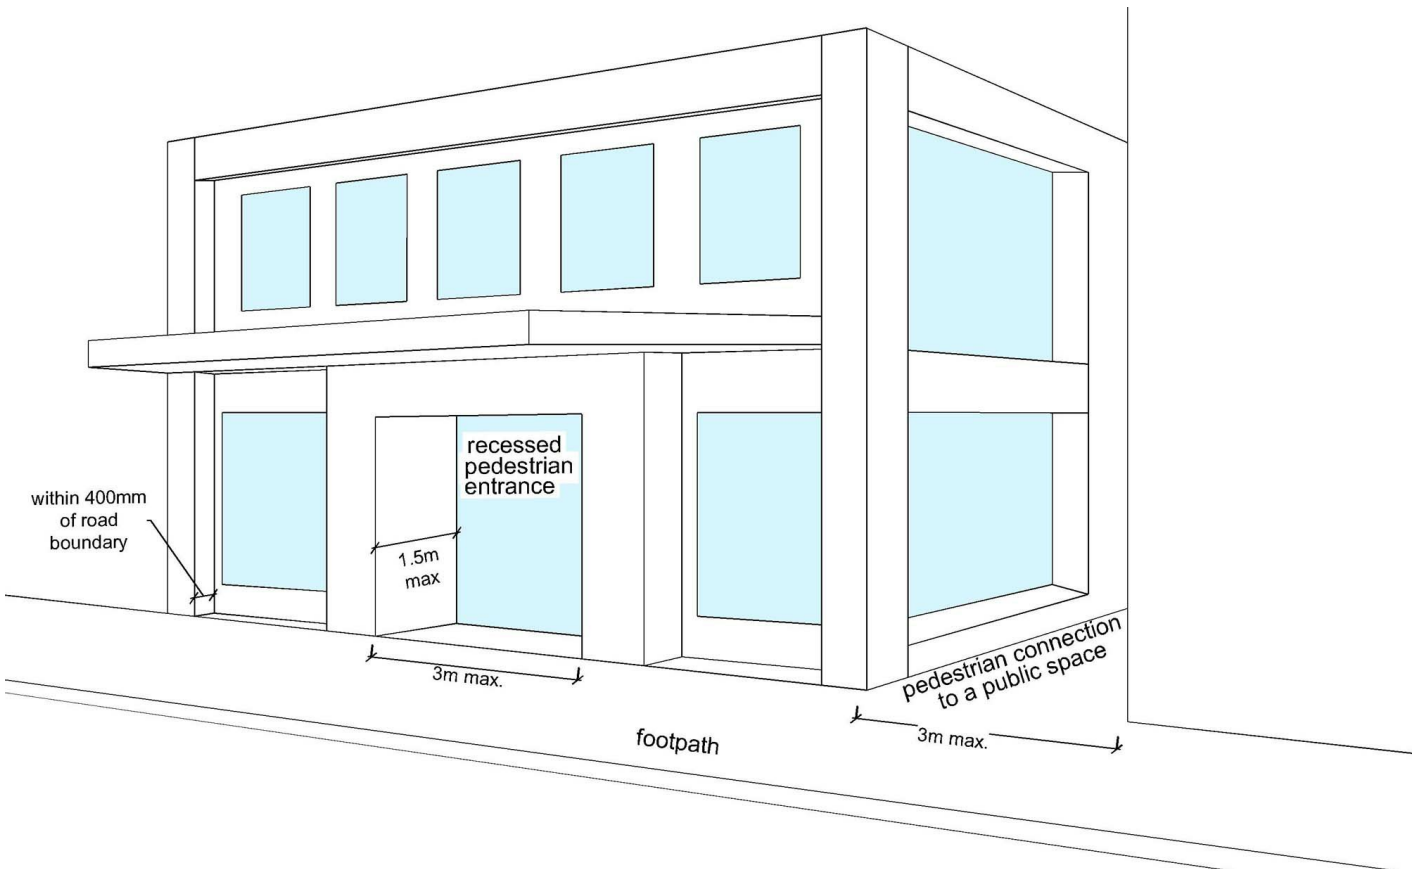 recessed
pedestrian
entrance
within 400mm
of road
boundary
1.5m
max
3m max.
pedestrian connection
to a public space
3m max.
footpath